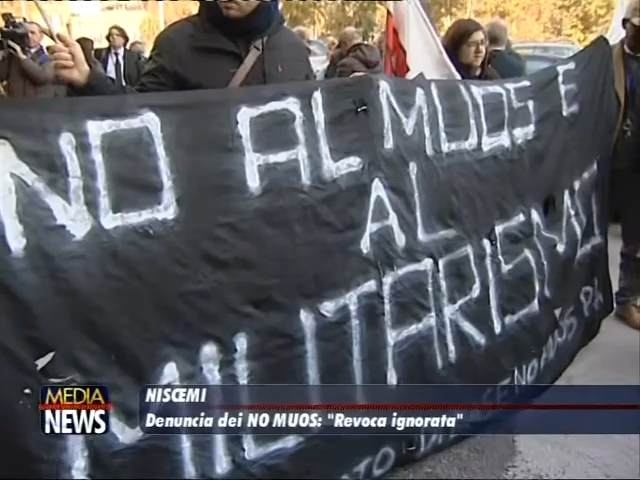 NO AL MUOS E
AL
MILITARISMO
MEDIA
NEWS
NISCEMI
Denuncia dei NO MUOS: "Revoca ignorata"